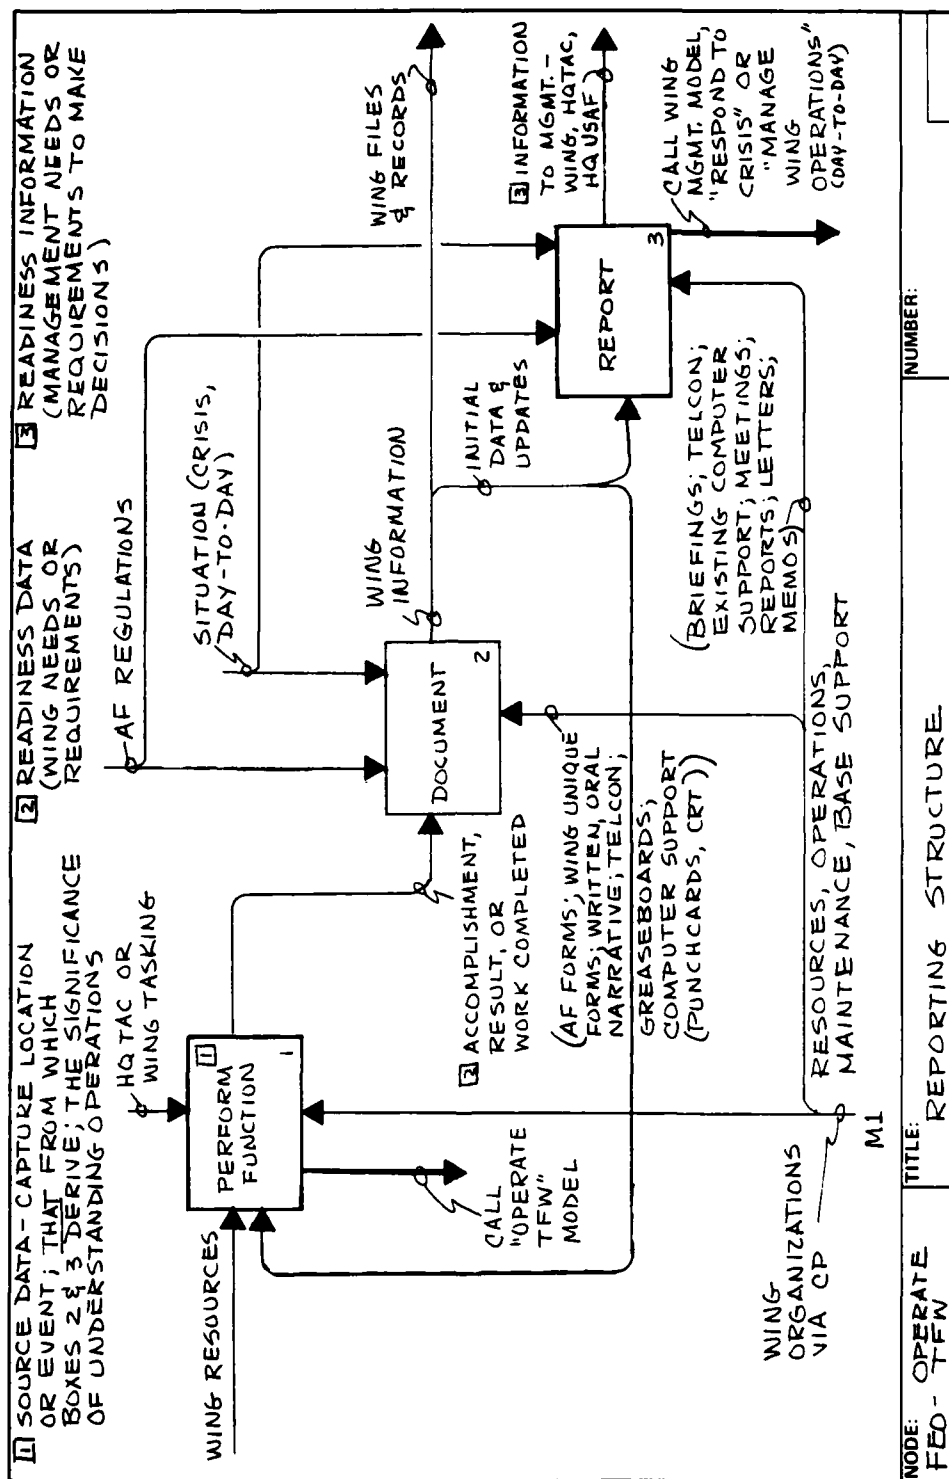 [1] SOURCE DATA-CAPTURE LOCATION
OR EVENT; THAT FROM WHICH
BOXES 2 & 3 DERIVE; THE SIGNIFICANCE
OF UNDERSTANDING OPERATIONS
[2] READINESS DATA
(WING NEEDS OR
REQUIREMENTS)
[3] READINESS INFORMATION
(MANAGEMENT NEEDS OR
REQUIREMENTS TO MAKE
DECISIONS)
HQ TAC OR
WING TASKING
AF REGULATIONS
SITUATION (CRISIS,
DAY-TO-DAY)
WING RESOURCES
[1]
PERFORM
FUNCTION
1
CALL
"OPERATE
TFW"
MODEL
[2] ACCOMPLISHMENT,
RESULT, OR
WORK COMPLETED
DOCUMENT
2
WING
INFORMATION
WING FILES
& RECORDS
INITIAL
DATA &
UPDATES
REPORT
3
[3] INFORMATION
TO MGMT. –
WING, HQTAC,
HQ USAF
CALL WING
MGMT. MODEL,
"RESPOND TO
CRISIS" OR
"MANAGE
WING
OPERATIONS"
(DAY-TO-DAY)
(AF FORMS; WING UNIQUE
FORMS; WRITTEN, ORAL
NARRATIVE; TELCON;
GREASEBOARDS;
COMPUTER SUPPORT
(PUNCHCARDS, CRT))
(BRIEFINGS; TELCON;
EXISTING COMPUTER
SUPPORT; MEETINGS;
REPORTS; LETTERS;
MEMOS)
WING
ORGANIZATIONS
VIA CP
M1
RESOURCES, OPERATIONS,
MAINTENANCE, BASE SUPPORT
NODE: FEO- OPERATE
TFW
TITLE: REPORTING STRUCTURE
NUMBER: